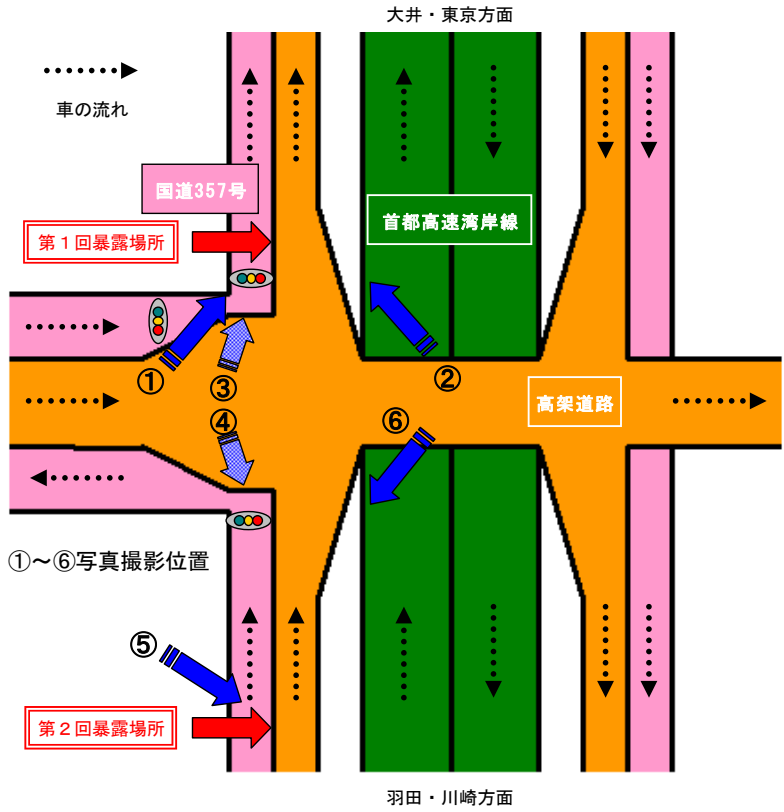 大井・東京方面
車の流れ
国道357号
首都高速湾岸線
第1回暴露場所
①
③
②
④
⑥
高架道路
①~⑥写真撮影位置
⑤
第2回暴露場所
羽田・川崎方面